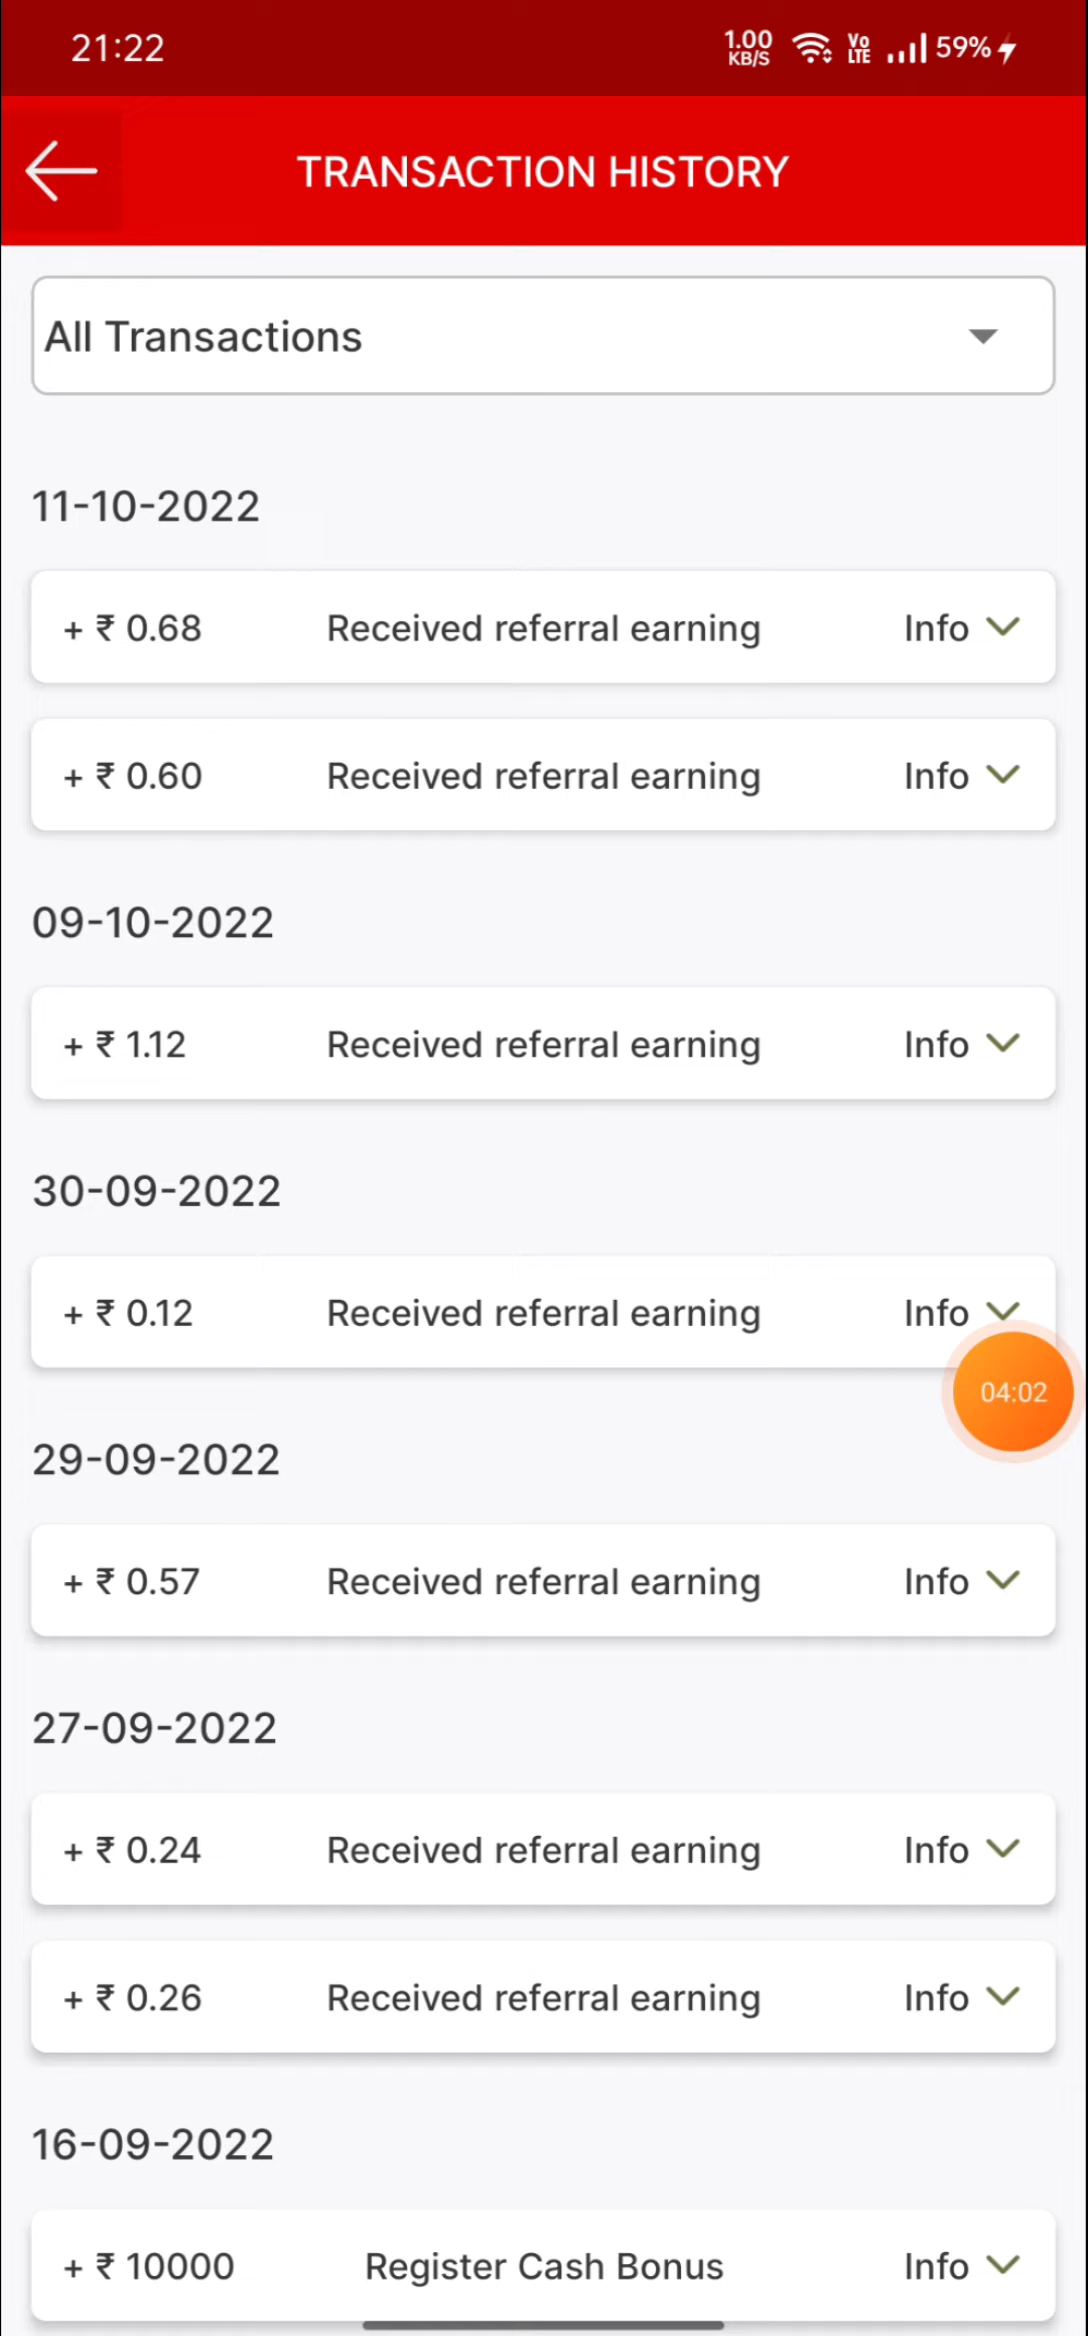 21:22
1.00 KB/S Vo LTE 59%
TRANSACTION HISTORY
All Transactions
11-10-2022
+ ₹ 0.68 Received referral earning Info
+ ₹ 0.60 Received referral earning Info
09-10-2022
+ ₹ 1.12 Received referral earning Info
30-09-2022
+ ₹ 0.12 Received referral earning Info
04:02
29-09-2022
+ ₹ 0.57 Received referral earning Info
27-09-2022
+ ₹ 0.24 Received referral earning Info
+ ₹ 0.26 Received referral earning Info
16-09-2022
+ ₹ 10000 Register Cash Bonus Info